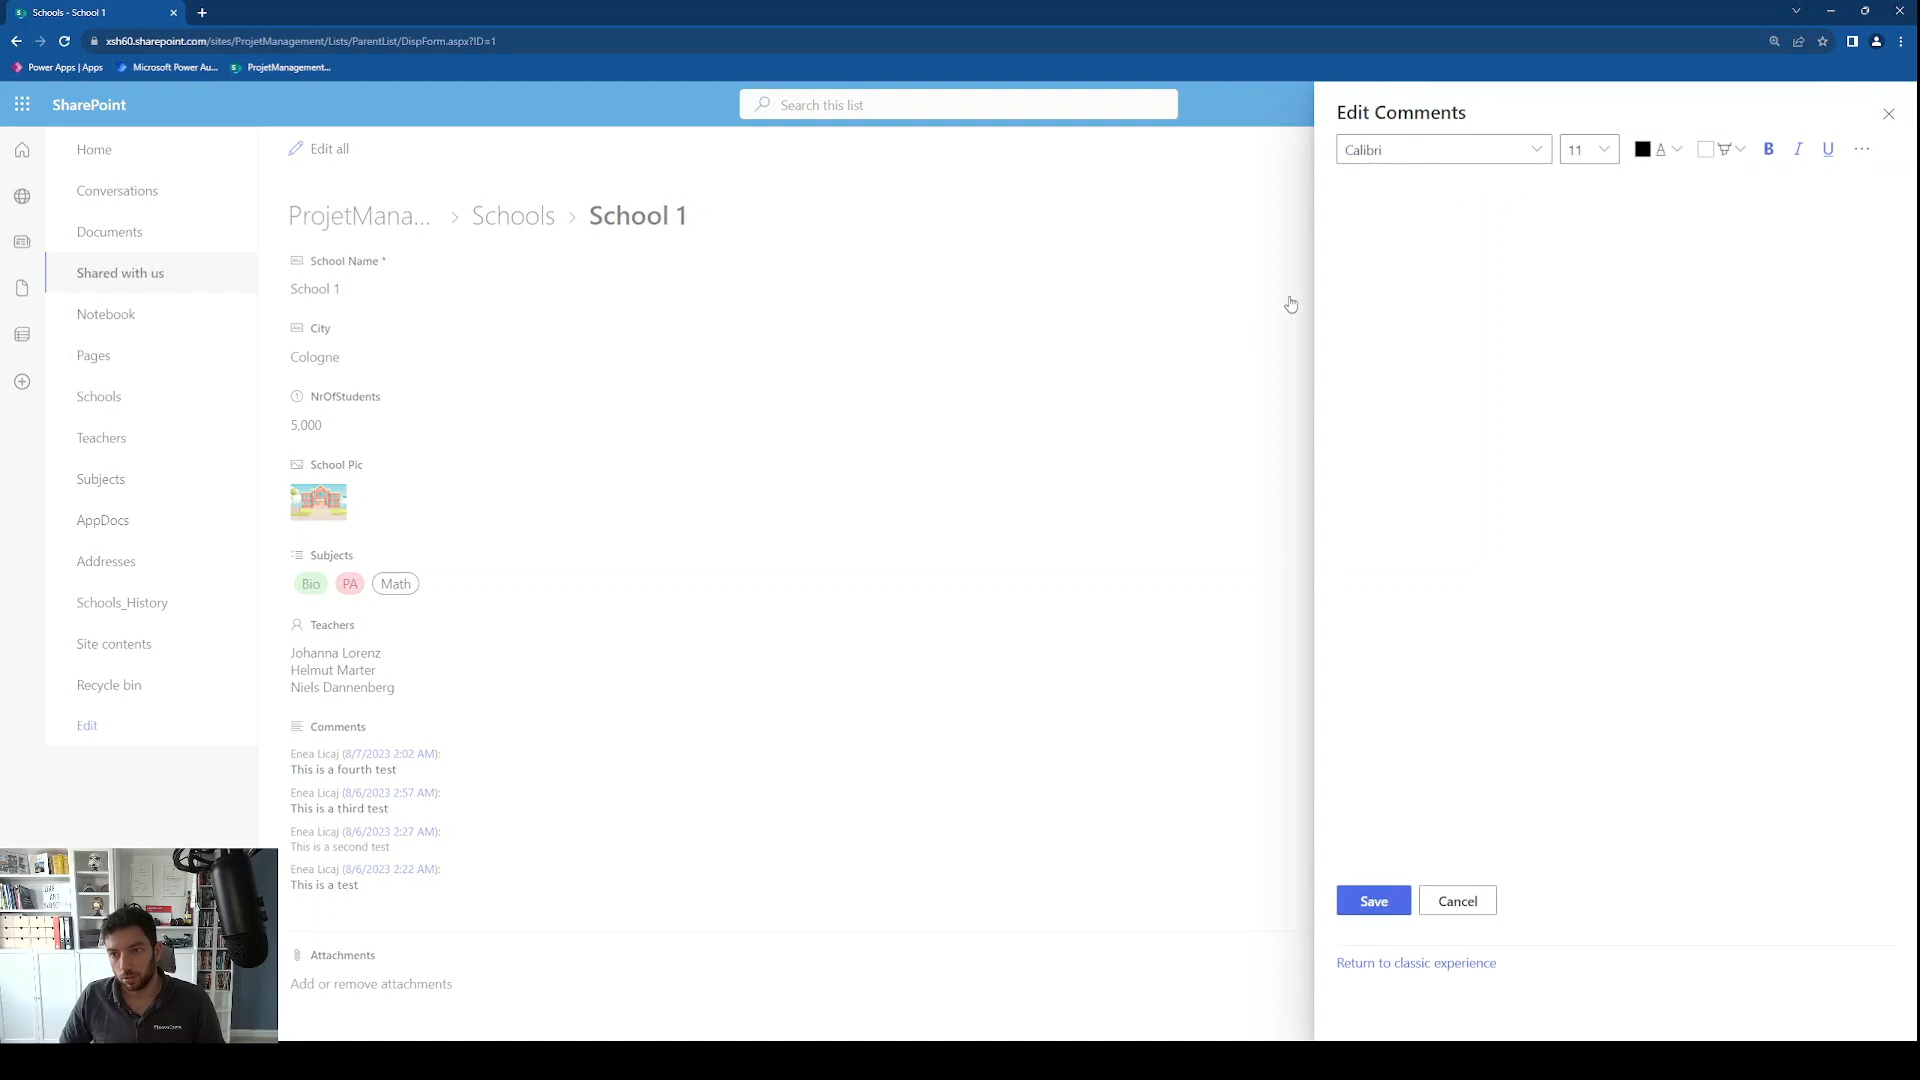 Schools - School 1
xsh60.sharepoint.com/sites/ProjetManagement/Lists/ParentList/DispForm.aspx?ID=1
Power Apps | Apps
Microsoft Power Au...
ProjetManagement...
SharePoint
Search this list
Home
Conversations
Documents
Shared with us
Notebook
Pages
Schools
Teachers
Subjects
AppDocs
Addresses
Schools_History
Site contents
Recycle bin
Edit
Edit all
ProjetMana... > Schools > School 1
School Name *
School 1
City
Cologne
NrOfStudents
5,000
School Pic
Subjects
Bio PA Math
Teachers
Johanna Lorenz
Helmut Marter
Niels Dannenberg
Comments
Enea Licaj (8/7/2023 2:02 AM):
This is a fourth test
Enea Licaj (8/6/2023 2:57 AM):
This is a third test
Enea Licaj (8/6/2023 2:27 AM):
This is a second test
Enea Licaj (8/6/2023 2:22 AM):
This is a test
Attachments
Add or remove attachments
Edit Comments
Calibri 11 A B I U ...
Save Cancel
Return to classic experience